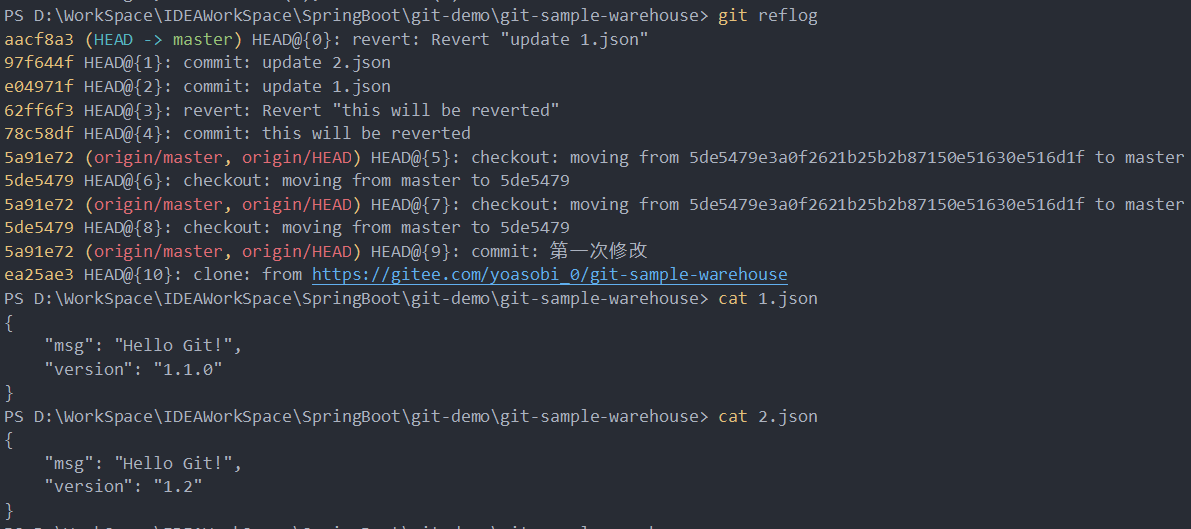 PS D:\WorkSpace\IDEAWorkSpace\SpringBoot\git-demo\git-sample-warehouse> git reflog
aacf8a3 (HEAD -> master) HEAD@{0}: revert: Revert "update 1.json"
97f644f HEAD@{1}: commit: update 2.json
e04971f HEAD@{2}: commit: update 1.json
62ff6f3 HEAD@{3}: revert: Revert "this will be reverted"
78c58df HEAD@{4}: commit: this will be reverted
5a91e72 (origin/master, origin/HEAD) HEAD@{5}: checkout: moving from 5de5479e3a0f2621b25b2b87150e51630e516d1f to master
5de5479 HEAD@{6}: checkout: moving from master to 5de5479
5a91e72 (origin/master, origin/HEAD) HEAD@{7}: checkout: moving from 5de5479e3a0f2621b25b2b87150e51630e516d1f to master
5de5479 HEAD@{8}: checkout: moving from master to 5de5479
5a91e72 (origin/master, origin/HEAD) HEAD@{9}: commit: 第一次修改
ea25ae3 HEAD@{10}: clone: from https://gitee.com/yoasobi_0/git-sample-warehouse
PS D:\WorkSpace\IDEAWorkSpace\SpringBoot\git-demo\git-sample-warehouse> cat 1.json
{
    "msg": "Hello Git!",
    "version": "1.1.0"
}
PS D:\WorkSpace\IDEAWorkSpace\SpringBoot\git-demo\git-sample-warehouse> cat 2.json
{
    "msg": "Hello Git!",
    "version": "1.2"
}